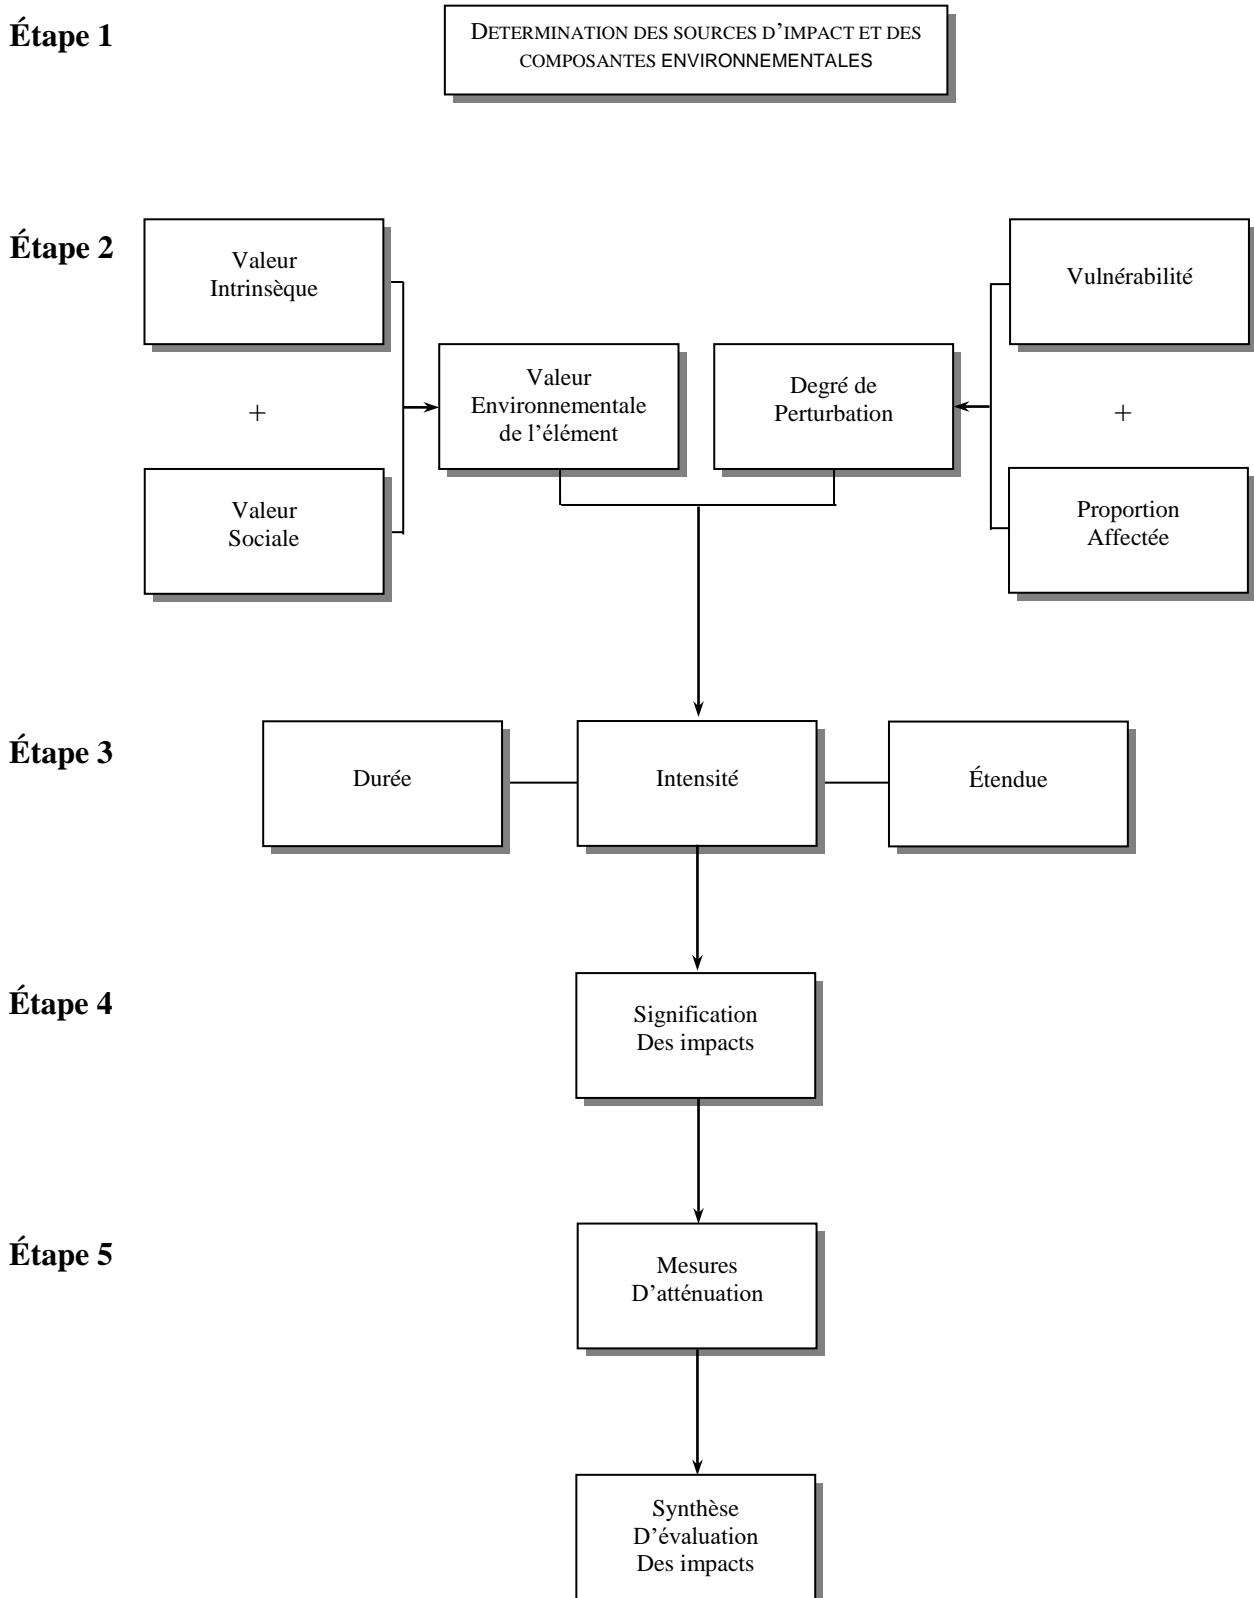 Étape 1
DETERMINATION DES SOURCES D’IMPACT ET DES
COMPOSANTES ENVIRONNEMENTALES
Étape 2
Valeur
Intrinsèque
+
Valeur
Sociale
Valeur
Environnementale
de l’élément
Degré de
Perturbation
Vulnérabilité
+
Proportion
Affectée
Étape 3
Durée
Intensité
Étendue
Étape 4
Signification
Des impacts
Étape 5
Mesures
D’atténuation
Synthèse
D’évaluation
Des impacts